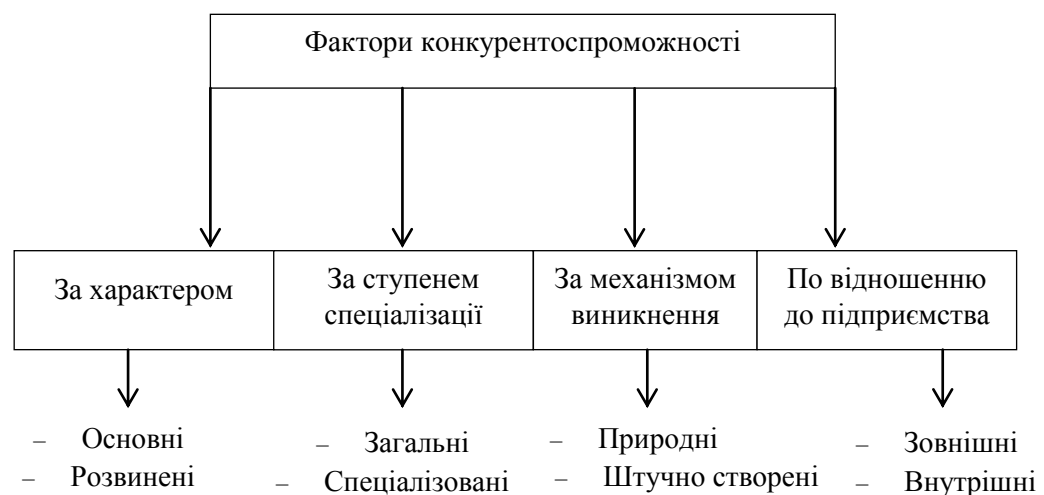 Фактори конкурентоспроможності
За характером
За ступенем
спеціалізації
За механізмом
виникнення
По відношенню
до підприємства
– Основні
– Розвинені
– Загальні
– Спеціалізовані
– Природні
– Штучно створені
– Зовнішні
– Внутрішні